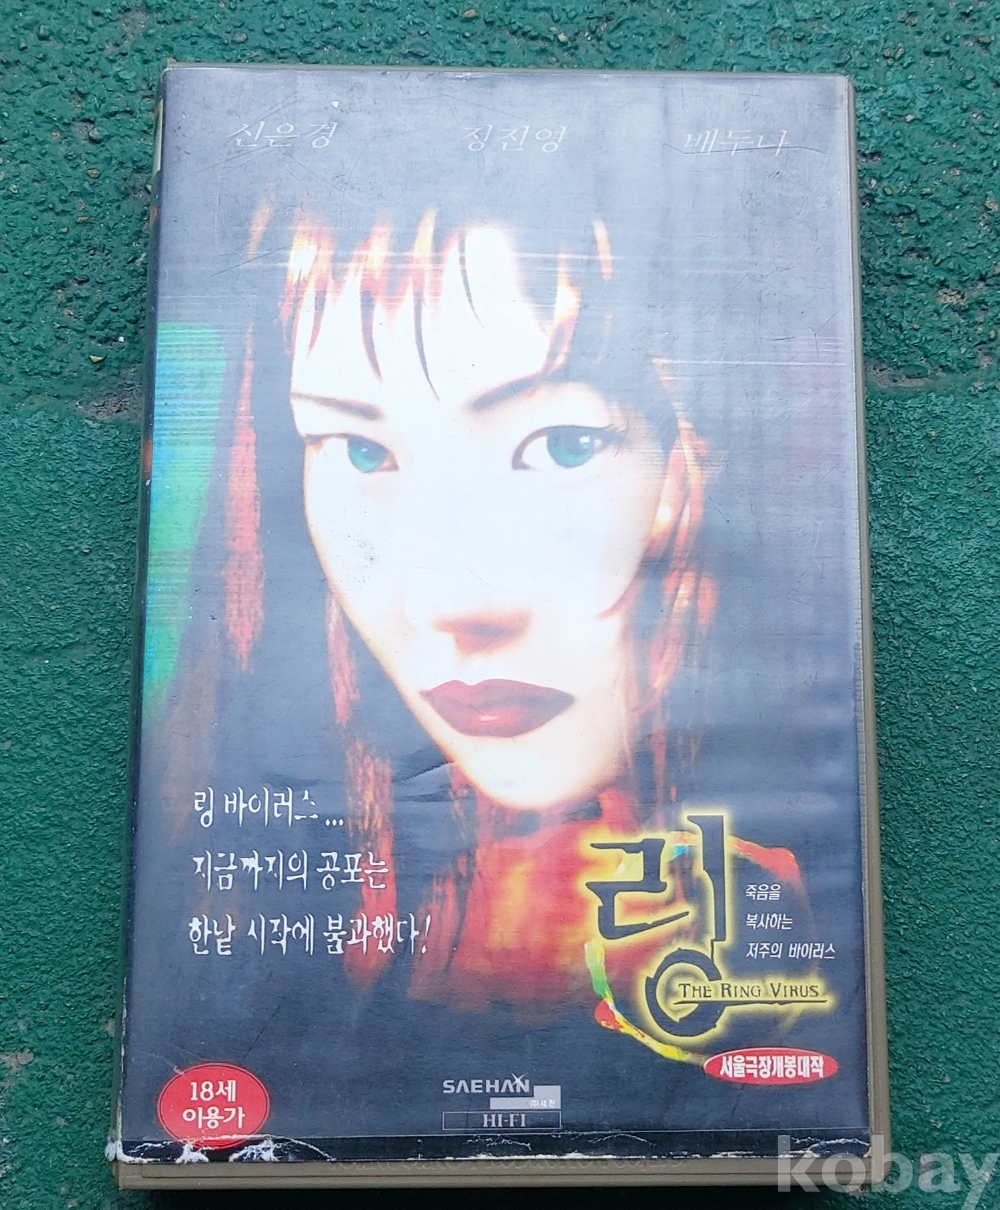 신은경 정진영 배두나
링 바이러스...
지금까지의 공포는
한낱 시작에 불과했다!
링
죽음을
복사하는
저주의 바이러스
THE RING VIRUS
서울극장개봉대작
18세
이용가
SAEHAN
(주)새한
HI-FI
kobay